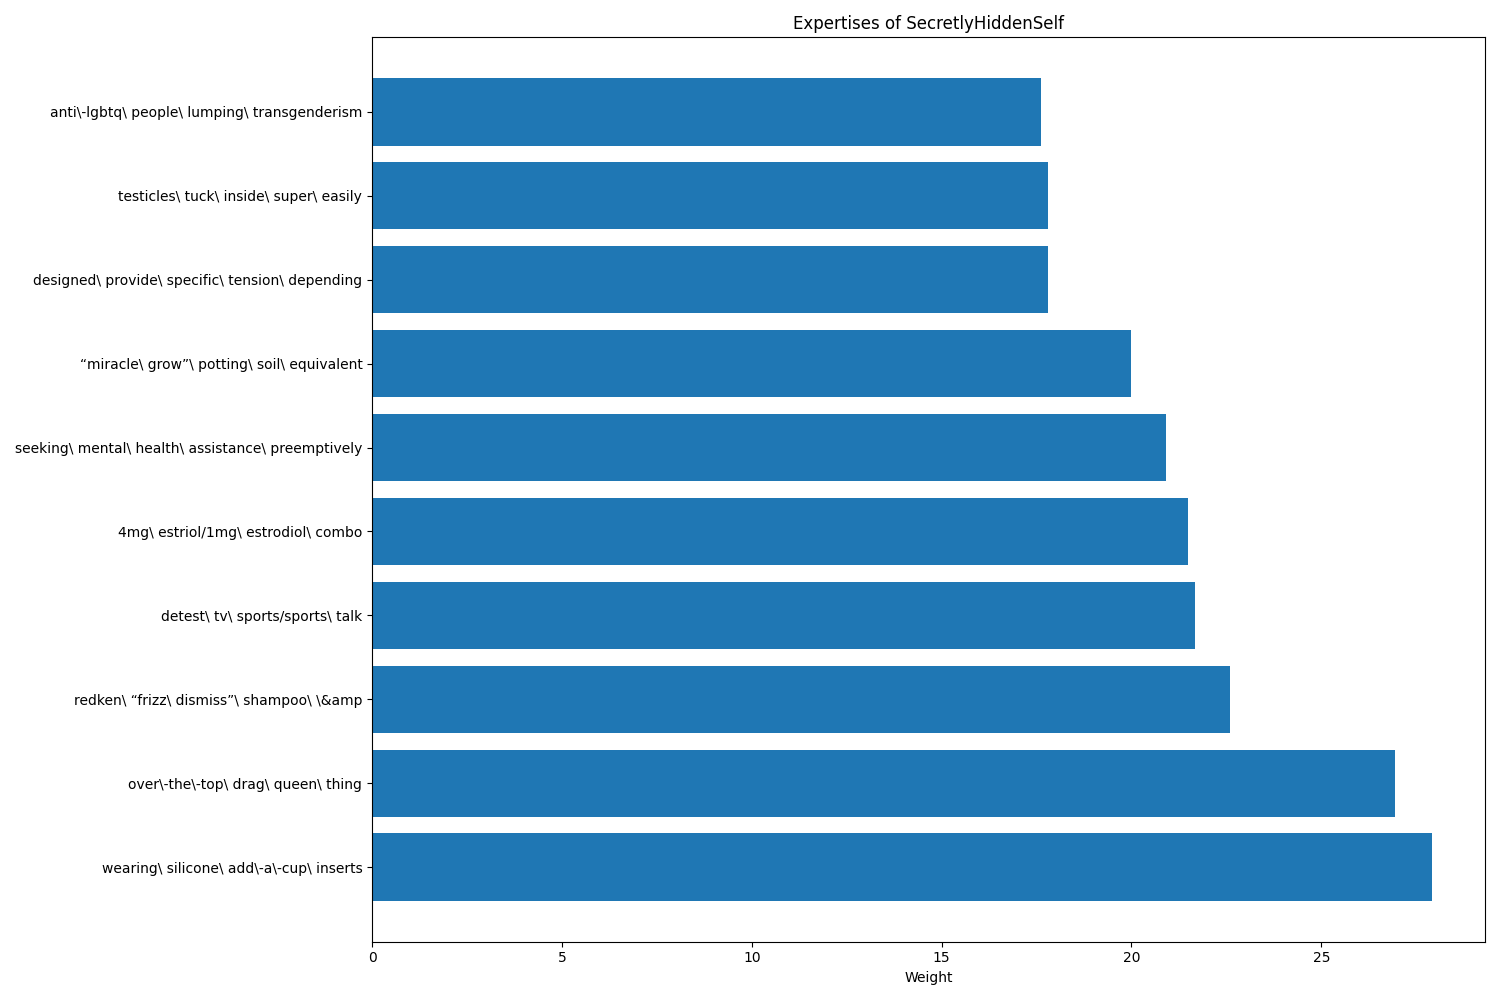 Expertises of SecretlyHiddenSelf
anti\-lgbtq\ people\ lumping\ transgenderism
testicles\ tuck\ inside\ super\ easily
designed\ provide\ specific\ tension\ depending
“miracle\ grow”\ potting\ soil\ equivalent
seeking\ mental\ health\ assistance\ preemptively
4mg\ estriol/1mg\ estrodiol\ combo
detest\ tv\ sports/sports\ talk
redken\ “frizz\ dismiss”\ shampoo\ \&amp
over\-the\-top\ drag\ queen\ thing
wearing\ silicone\ add\-a\-cup\ inserts
0 5 10 15 20 25
Weight